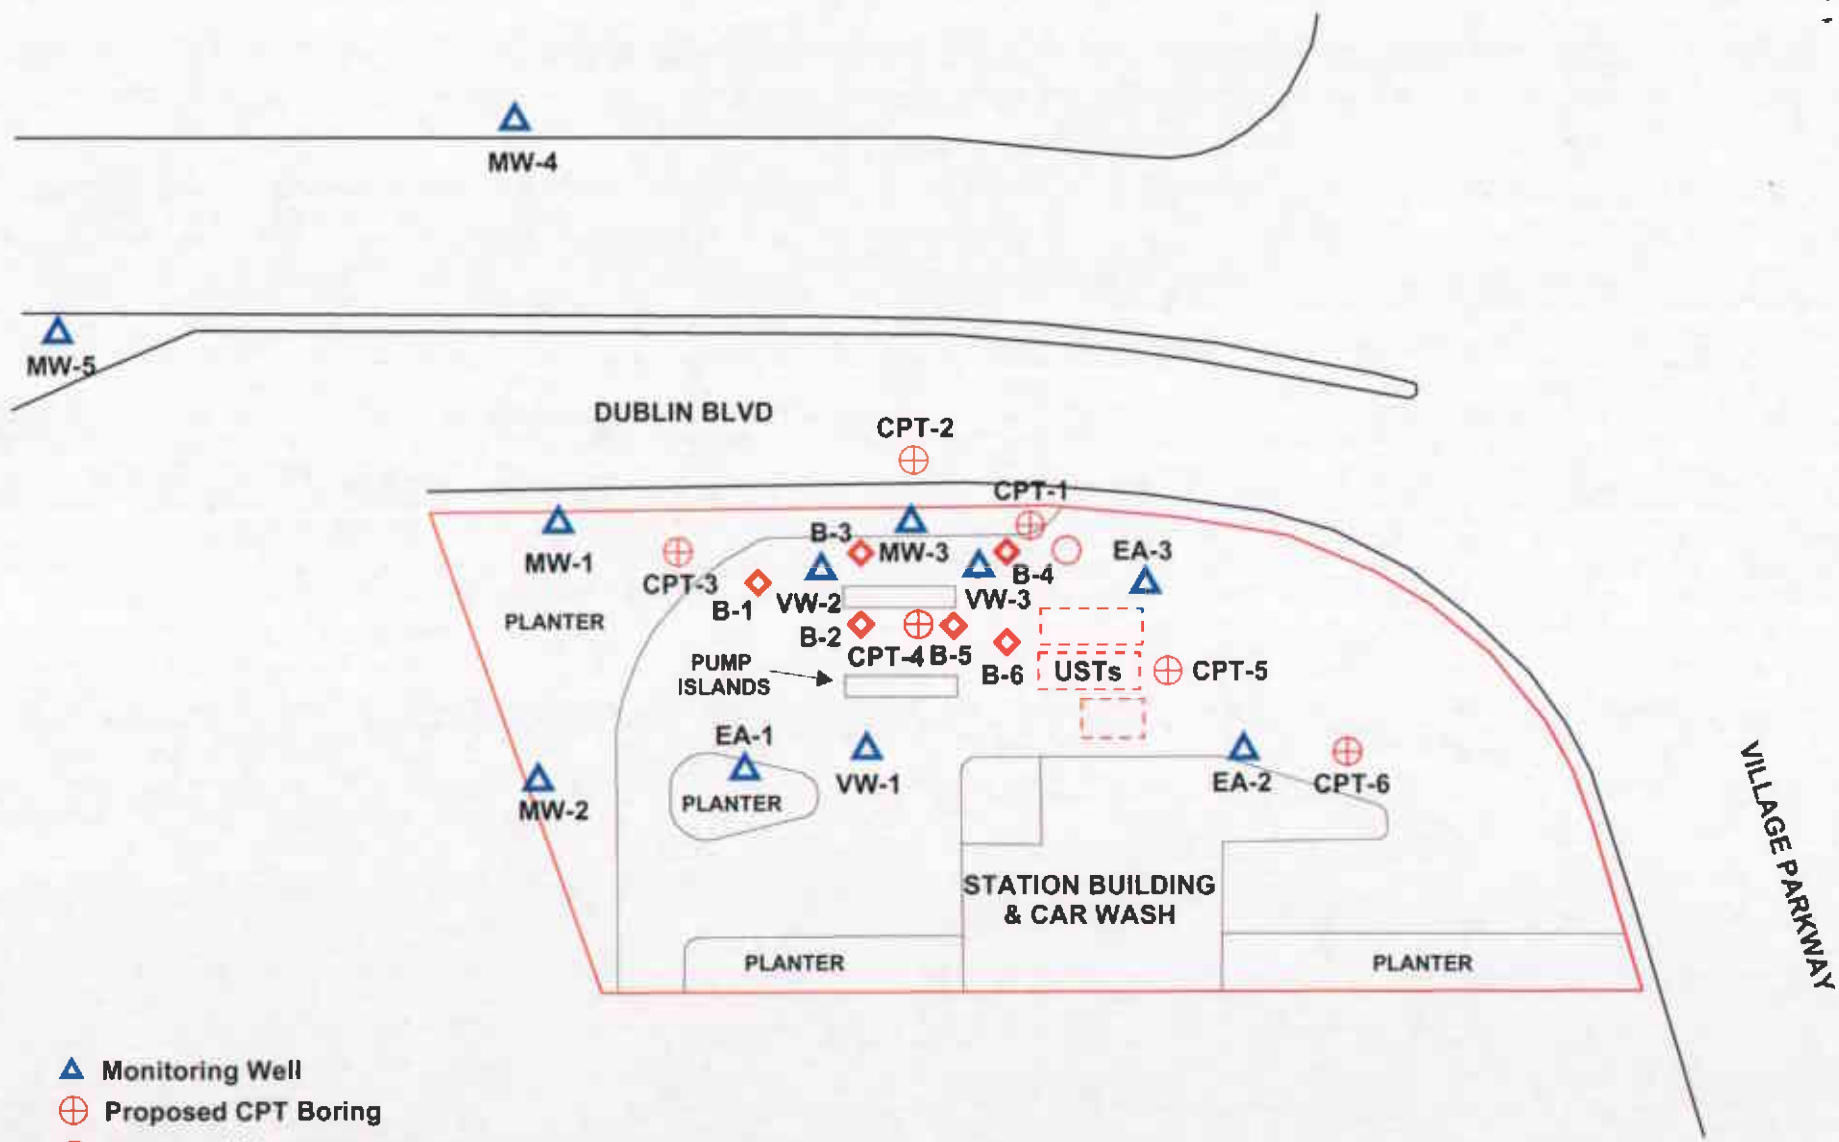 MW-4
MW-5
DUBLIN BLVD
CPT-2
CPT-1
B-3
MW-1
MW-3
EA-3
CPT-3
B-4
B-1
VW-2
VW-3
PLANTER
B-2
CPT-4
B-5
PUMP
ISLANDS
B-6
USTs
CPT-5
EA-1
VW-1
EA-2
CPT-6
MW-2
PLANTER
STATION BUILDING
& CAR WASH
PLANTER
PLANTER
VILLAGE PARKWAY
Monitoring Well
Proposed CPT Boring